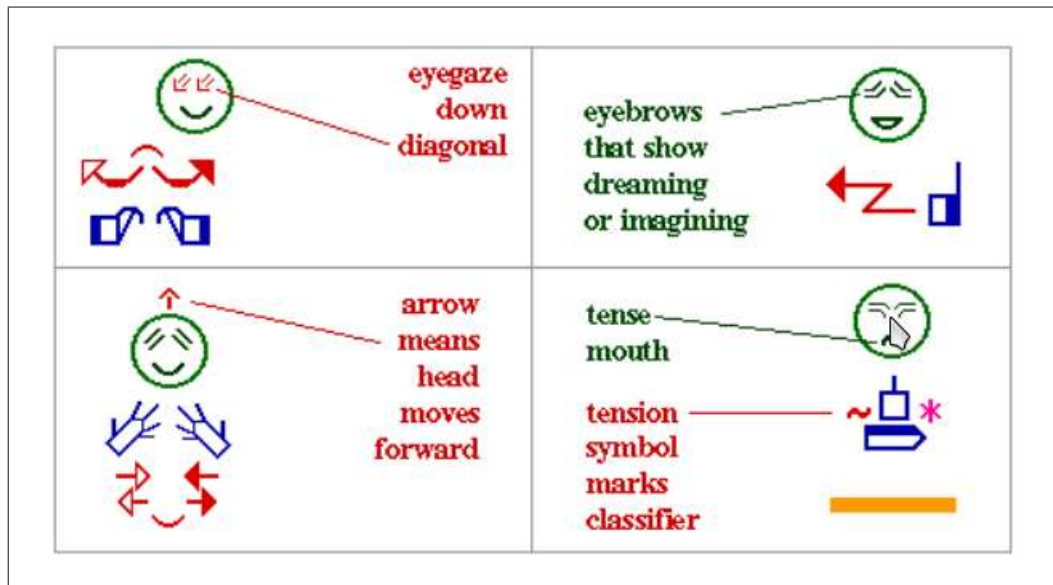 eyegaze
down
diagonal
eyebrows
that show
dreaming
or imagining
arrow
means
head
moves
forward
tense
mouth
tension
symbol
marks
classifier